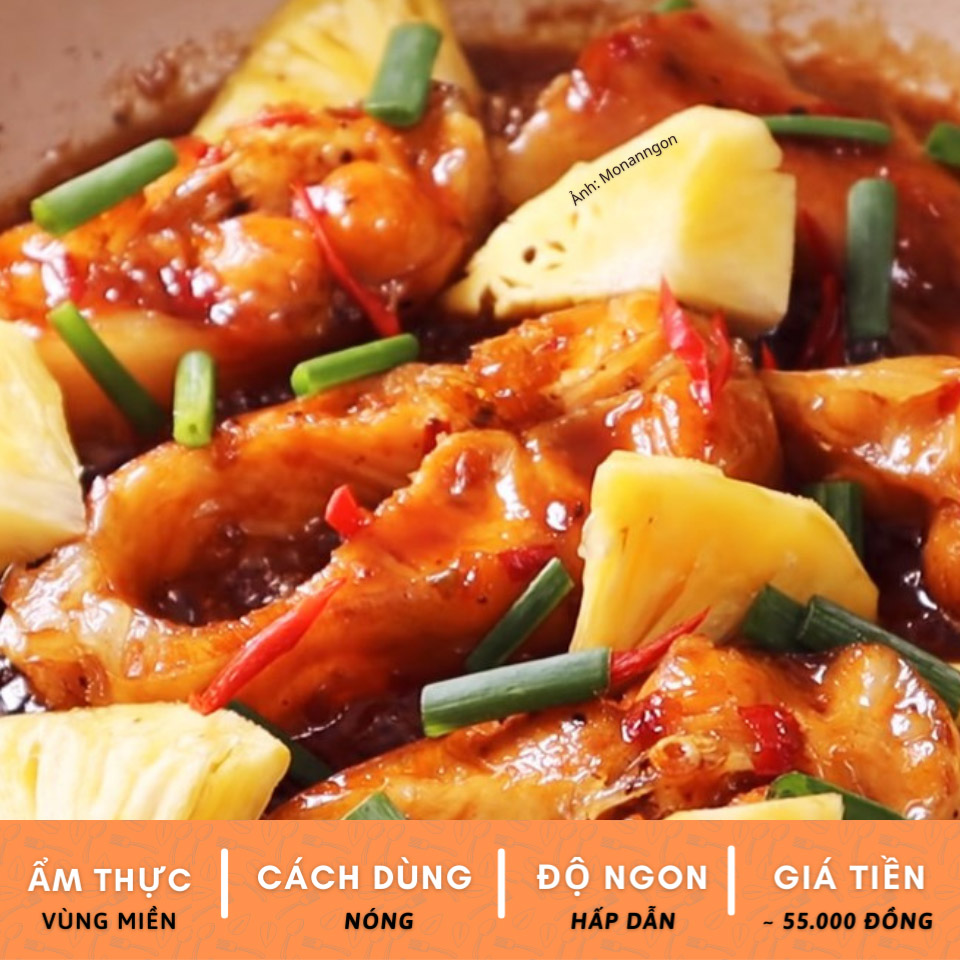 Ảnh: Monanngon
ẨM THỰC
VÙNG MIỀN
CÁCH DÙNG
NÓNG
ĐỘ NGON
HẤP DẪN
GIÁ TIỀN
~ 55.000 ĐỒNG